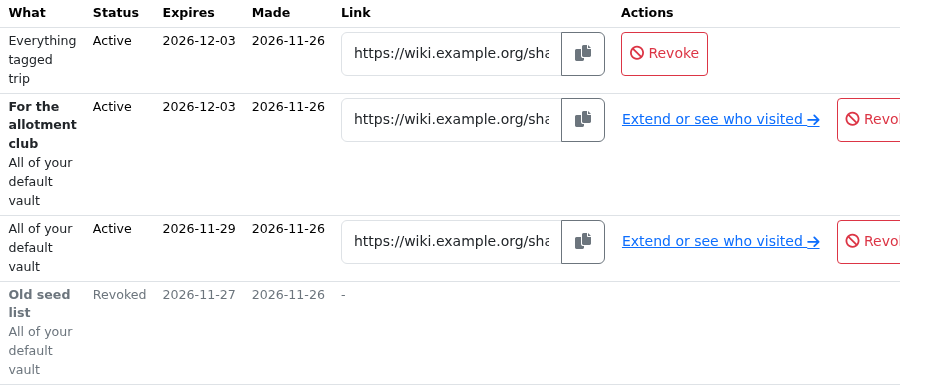 What Status Expires Made Link Actions
Everything tagged trip Active 2026-12-03 2026-11-26 https://wiki.example.org/sha Revoke
For the allotment club
All of your default vault Active 2026-12-03 2026-11-26 https://wiki.example.org/sha Extend or see who visited → Revo
All of your default vault Active 2026-11-29 2026-11-26 https://wiki.example.org/sha Extend or see who visited → Revo
Old seed list
All of your default vault Revoked 2026-11-27 2026-11-26 -